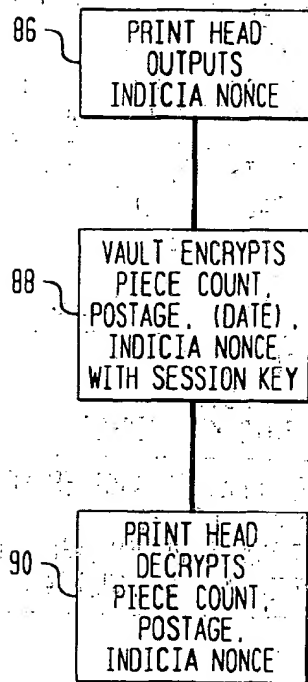 86
PRINT HEAD
OUTPUTS
INDICIA NONCE
88
VAULT ENCRYPTS
PIECE COUNT,
POSTAGE, (DATE),
INDICIA NONCE
WITH SESSION KEY
90
PRINT HEAD
DECRYPTS
PIECE COUNT,
POSTAGE,
INDICIA NONCE